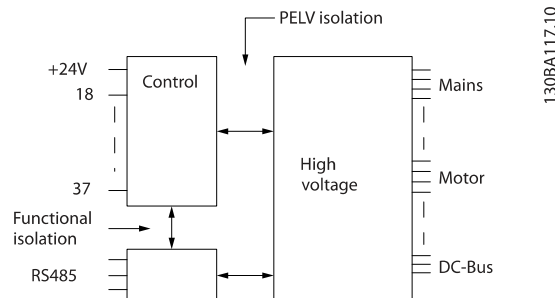 PELV isolation
130BA117.10
+24V
Control
Mains
18
High
voltage
Motor
37
Functional
isolation
RS485
DC-Bus